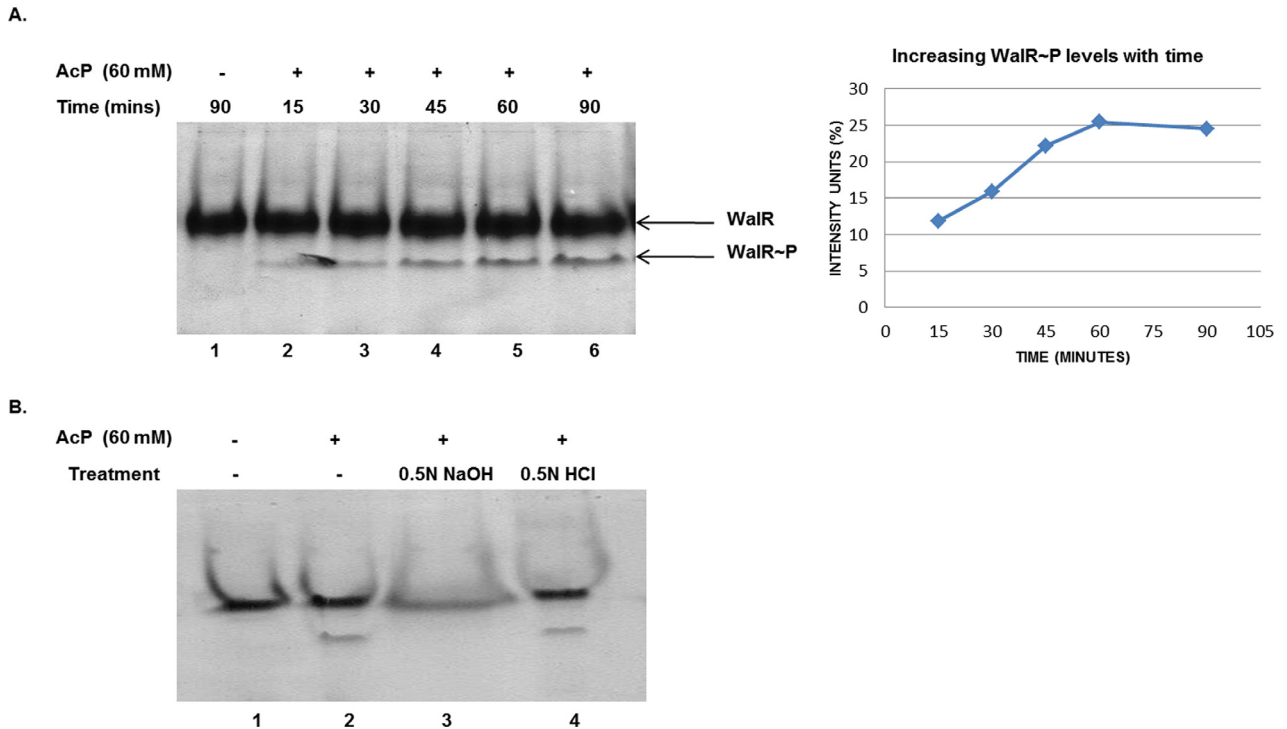 A.
AcP (60 mM) - + + + + +
Time (mins) 90 15 30 45 60 90
WalR
WalR~P
1 2 3 4 5 6
Increasing WalR~P levels with time
INTENSITY UNITS (%)
30
25
20
15
10
5
0
0 15 30 45 60 75 90 105
TIME (MINUTES)
B.
AcP (60 mM) - + + +
Treatment - - 0.5N NaOH 0.5N HCl
1 2 3 4